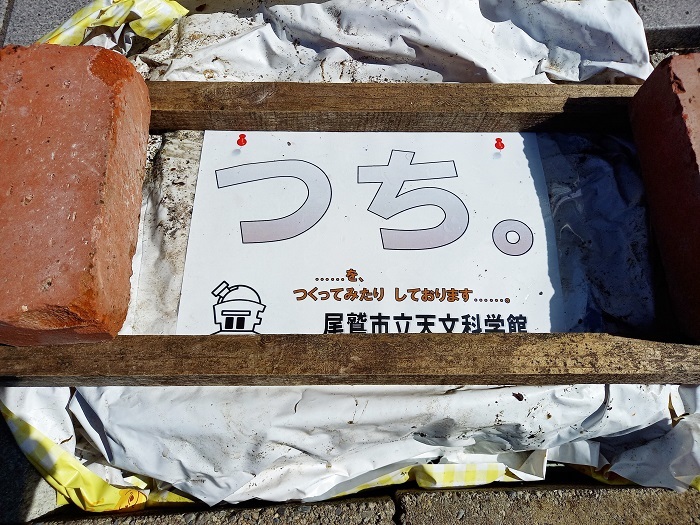 つち。
......を、
つくってみたり しております.......。
尾鷲市立天文科学館